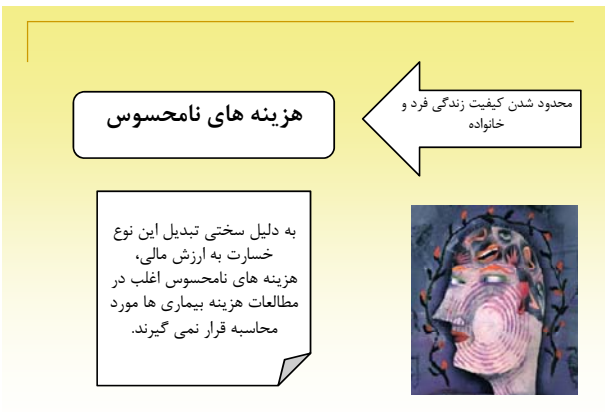 محدود شدن کیفیت زندگی فرد و
خانواده
هزینه های نامحسوس
به دلیل سختی تبدیل این نوع
خسارت به ارزش مالی،
هزینه های نامحسوس اغلب در
مطالعات هزینه بیماری ها مورد
محاسبه قرار نمی گیرند.